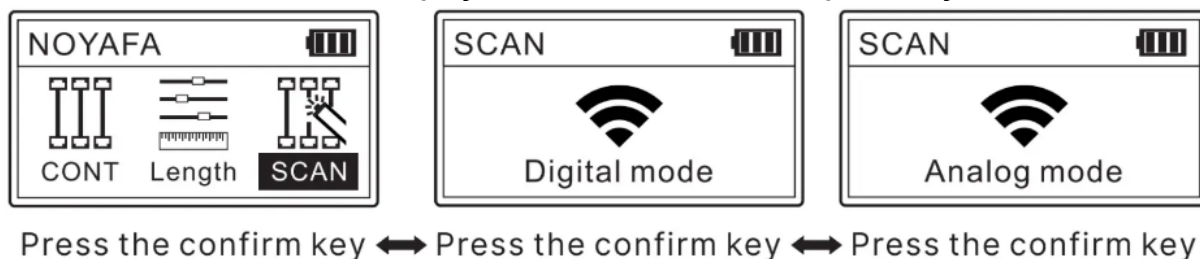 NOYAFA
CONT Length SCAN
SCAN
Digital mode
SCAN
Analog mode
Press the confirm key ⟷ Press the confirm key ⟷ Press the confirm key